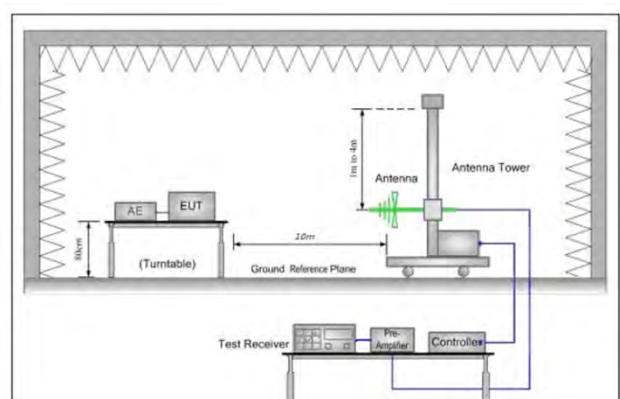 1m to 4m
Antenna
Antenna Tower
AE
EUT
80cm
10m
(Turntable)
Ground Reference Plane
Test Receiver
Pre-
Amplifier
Controller